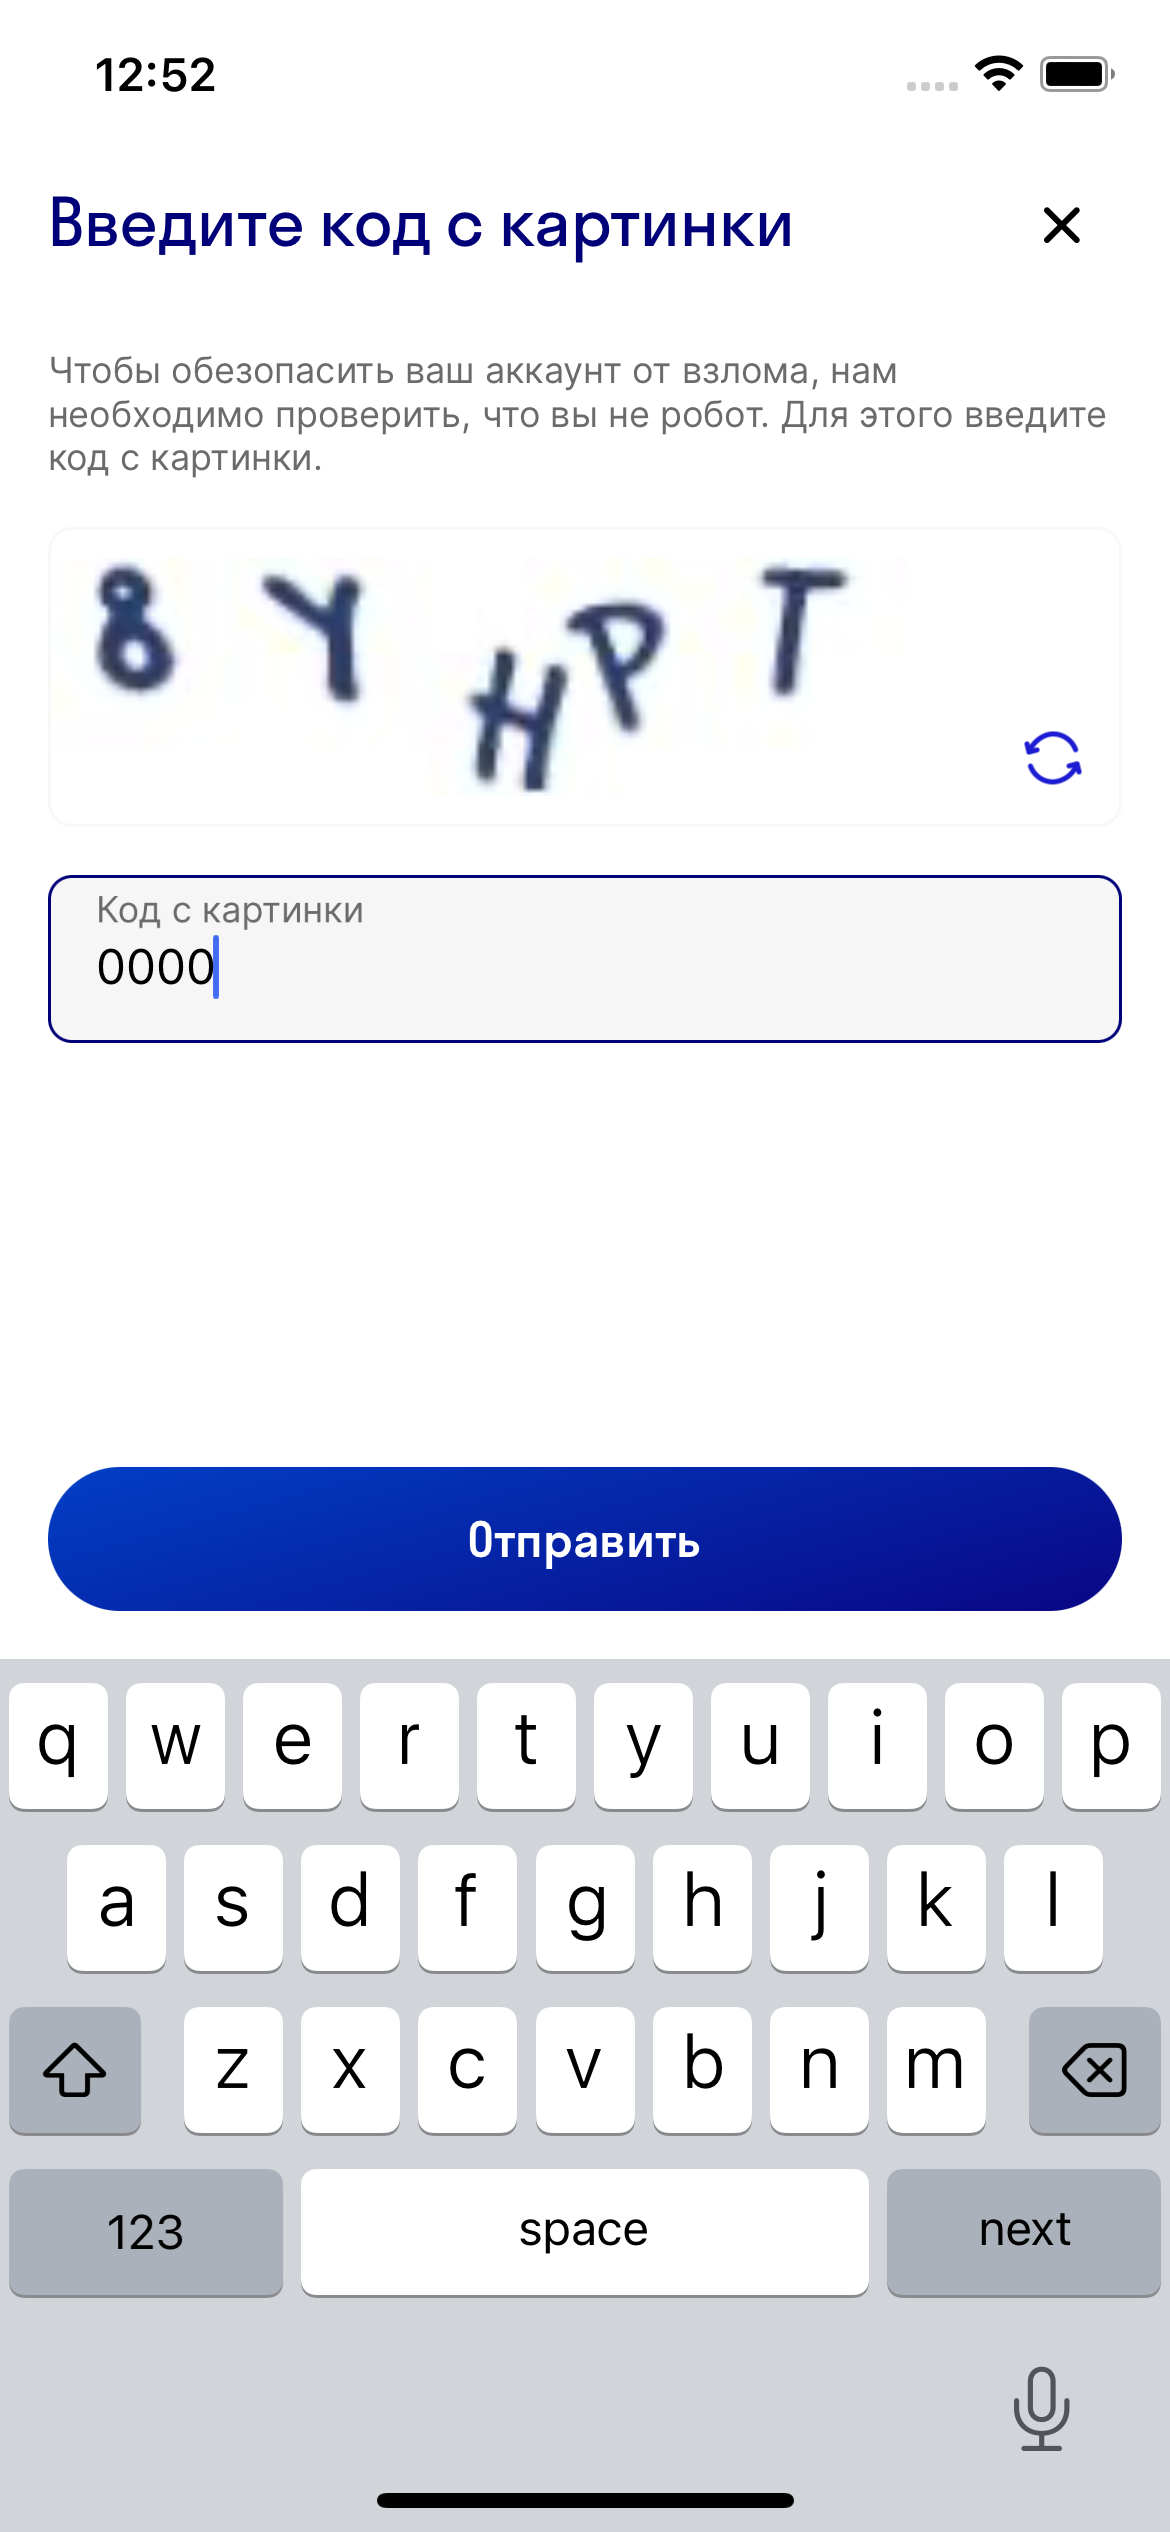 12:52
Введите код с картинки
Чтобы обезопасить ваш аккаунт от взлома, нам
необходимо проверить, что вы не робот. Для этого введите
код с картинки.
8YHPT
Код с картинки
0000
Отправить
q w e r t y u i o p
a s d f g h j k l
z x c v b n m
123 space next